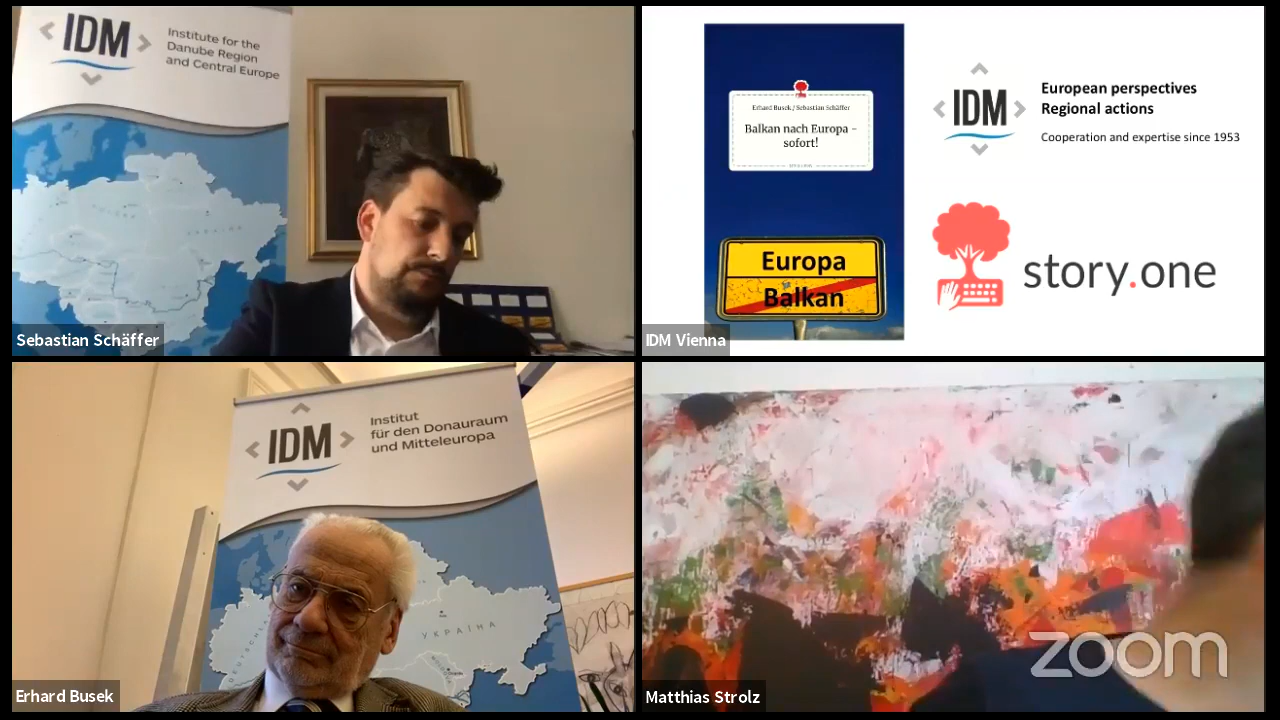 IDM
Institute for the
Danube Region
and Central Europe
Sebastian Schäffer
Erhard Busek / Sebastian Schäffer
Balkan nach Europa –
sofort!
Europa
Balkan
IDM
European perspectives
Regional actions
Cooperation and expertise since 1953
story.one
IDM Vienna
IDM
Institut
für den Donauraum
und Mitteleuropa
УКРАЇНА
Erhard Busek
zoom
Matthias Strolz